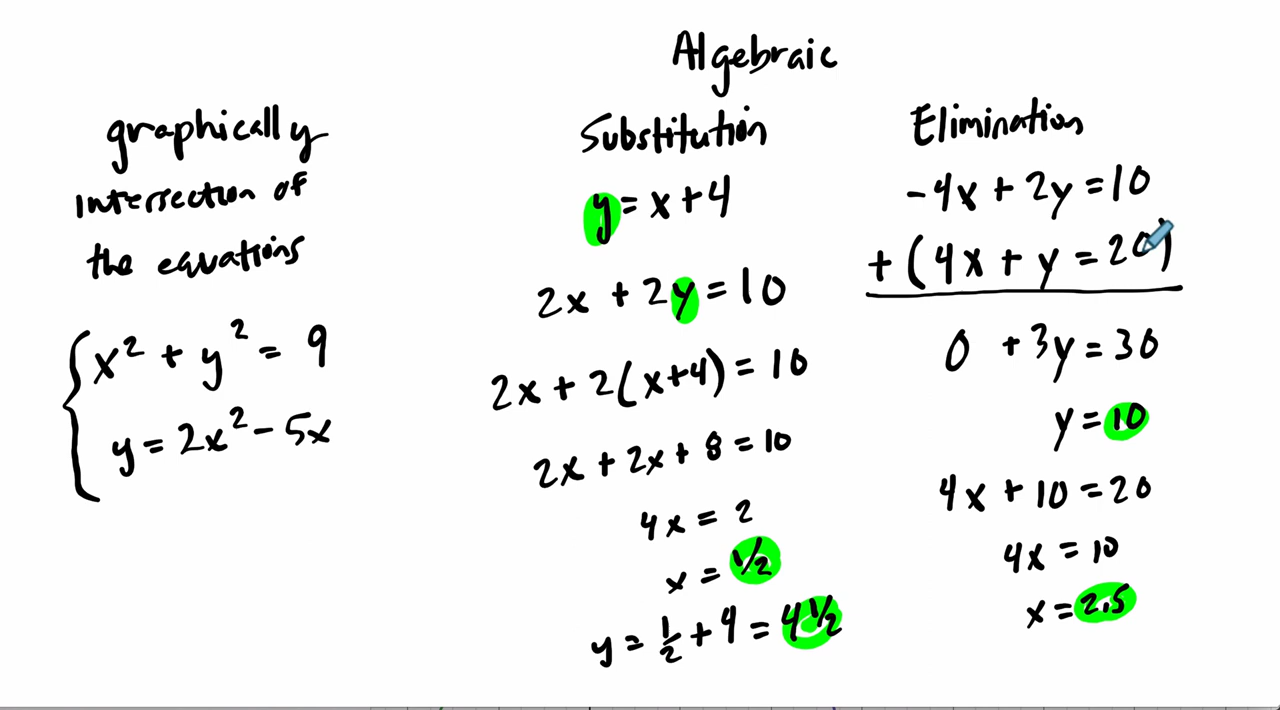 Algebraic
graphically
intersection of
the equations
x² + y² = 9
y = 2x² - 5x
Substitution
y = x + 4
2x + 2y = 10
2x + 2(x+4) = 10
2x + 2x + 8 = 10
4x = 2
x = 1/2
y = 1/2 + 4 = 4 1/2
Elimination
-4x + 2y = 10
+ (4x + y = 20)
0 + 3y = 30
y = 10
4x + 10 = 20
4x = 10
x = 2.5